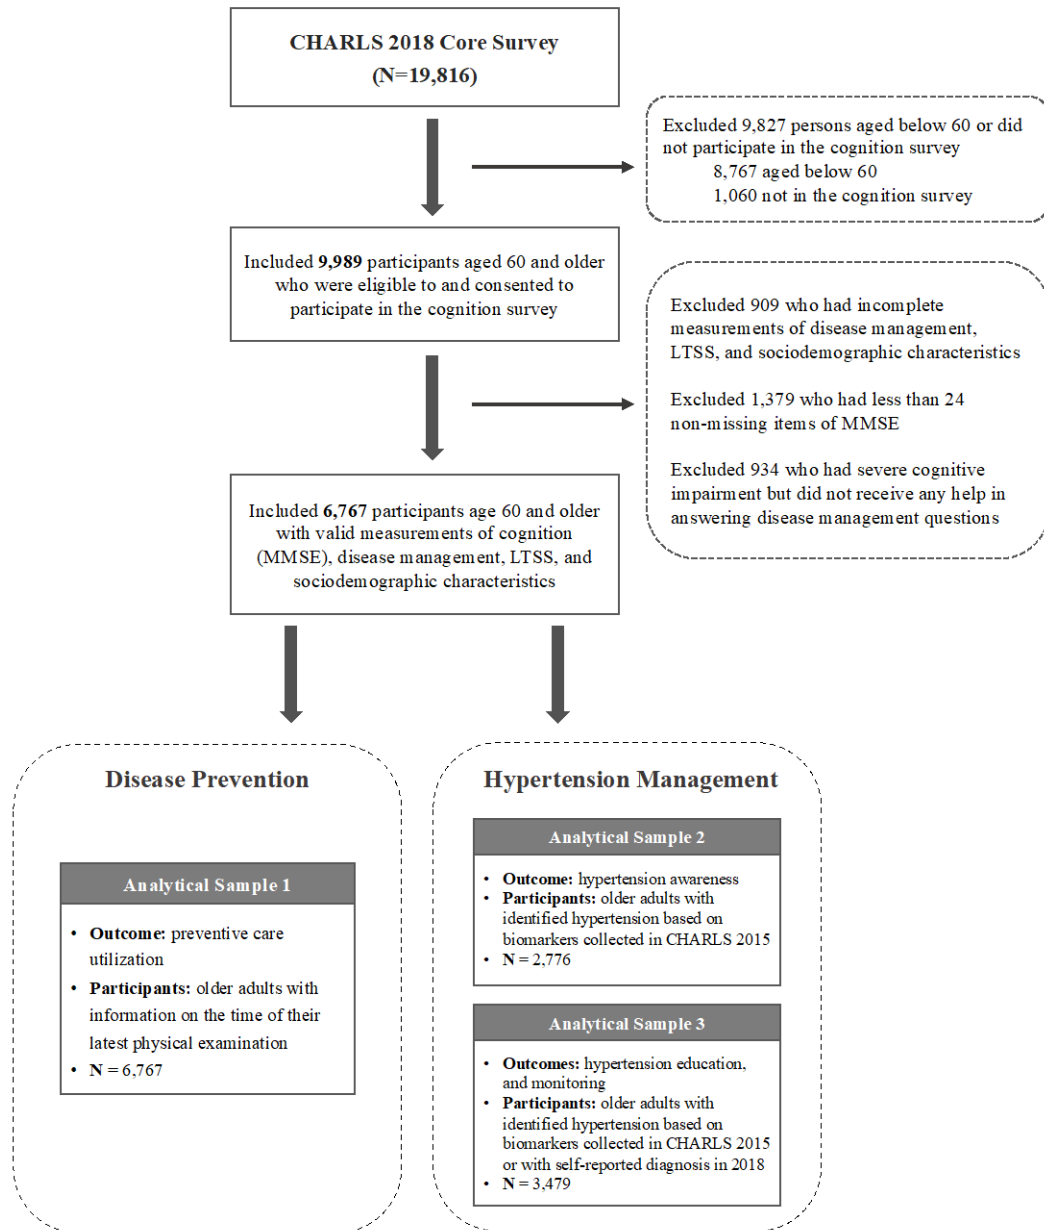 CHARLS 2018 Core Survey
(N=19,816)
Excluded 9,827 persons aged below 60 or did
not participate in the cognition survey
8,767 aged below 60
1,060 not in the cognition survey
Included 9,989 participants aged 60 and older
who were eligible to and consented to
participate in the cognition survey
Excluded 909 who had incomplete
measurements of disease management,
LTSS, and sociodemographic characteristics
Excluded 1,379 who had less than 24
non-missing items of MMSE
Excluded 934 who had severe cognitive
impairment but did not receive any help in
answering disease management questions
Included 6,767 participants age 60 and older
with valid measurements of cognition
(MMSE), disease management, LTSS, and
sociodemographic characteristics
Disease Prevention
Analytical Sample 1
• Outcome: preventive care
utilization
• Participants: older adults with
information on the time of their
latest physical examination
• N = 6,767
Hypertension Management
Analytical Sample 2
• Outcome: hypertension awareness
• Participants: older adults with
identified hypertension based on
biomarkers collected in CHARLS 2015
• N = 2,776
Analytical Sample 3
• Outcomes: hypertension education,
and monitoring
• Participants: older adults with
identified hypertension based on
biomarkers collected in CHARLS 2015
or with self-reported diagnosis in 2018
• N = 3,479